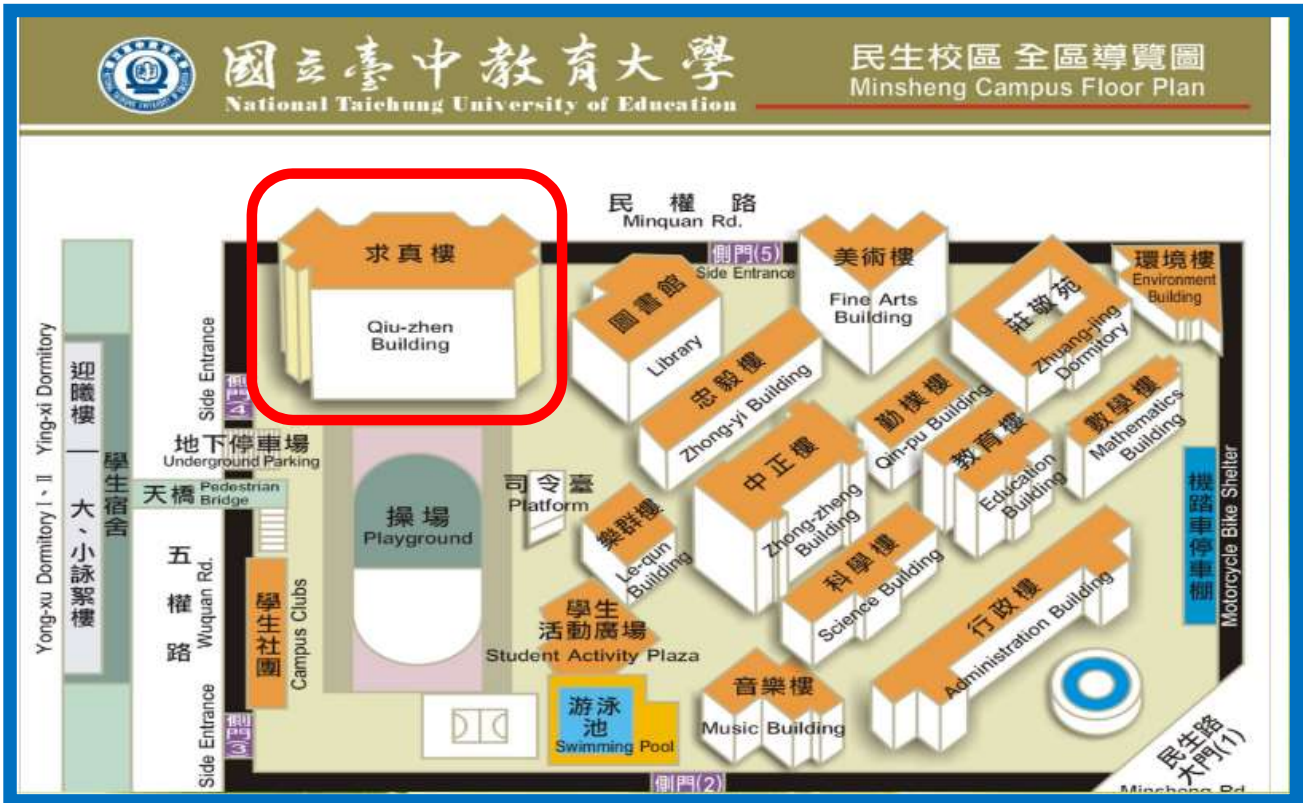 國立臺中教育大學
National Taichung University of Education
民生校區 全區導覽圖
Minsheng Campus Floor Plan
民權路
Minquan Rd.
側門(5)
Side Entrance
求真樓
Qiu-zhen
Building
圖書館
Library
美術樓
Fine Arts
Building
莊敬苑
Zhuang-jing
Dormitory
環境樓
Environment
Building
忠毅樓
Zhong-yi Building
勤樸樓
Qin-pu Building
教育樓
Education
Building
數學樓
Mathematics
Building
中正樓
Zhong-zheng
Building
樂群樓
Le-qun
Building
科學樓
Science Building
行政樓
Administration Building
機踏車停車棚
Motorcycle Bike Shelter
側門4
Side Entrance
地下停車場
Underground Parking
天橋
Pedestrian
Bridge
迎曦樓
Ying-xi Dormitory
大、小詠絮樓
Yong-xu Dormitory I、II
學生宿舍
五權路
Wuquan Rd.
學生社團
Campus Clubs
操場
Playground
司令臺
Platform
學生
活動廣場
Student Activity Plaza
游泳
池
Swimming Pool
音樂樓
Music Building
側門3
Side Entrance
側門(2)
民生路
大門(1)
Minsheng Rd